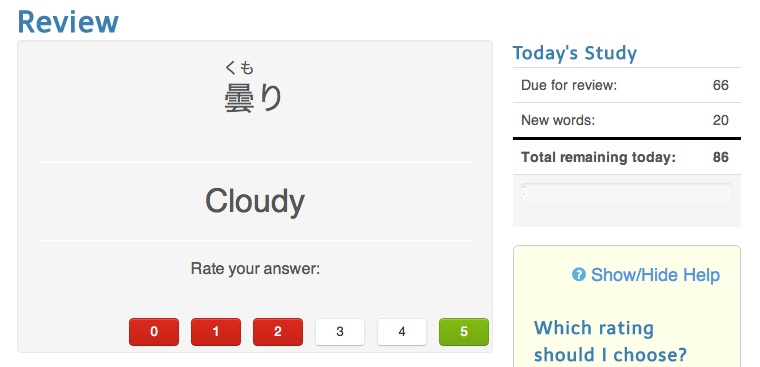 Review
くも
曇り
Cloudy
Rate your answer:
0 1 2 3 4 5
Today's Study
Due for review: 66
New words: 20
Total remaining today: 86
Show/Hide Help
Which rating
should I choose?